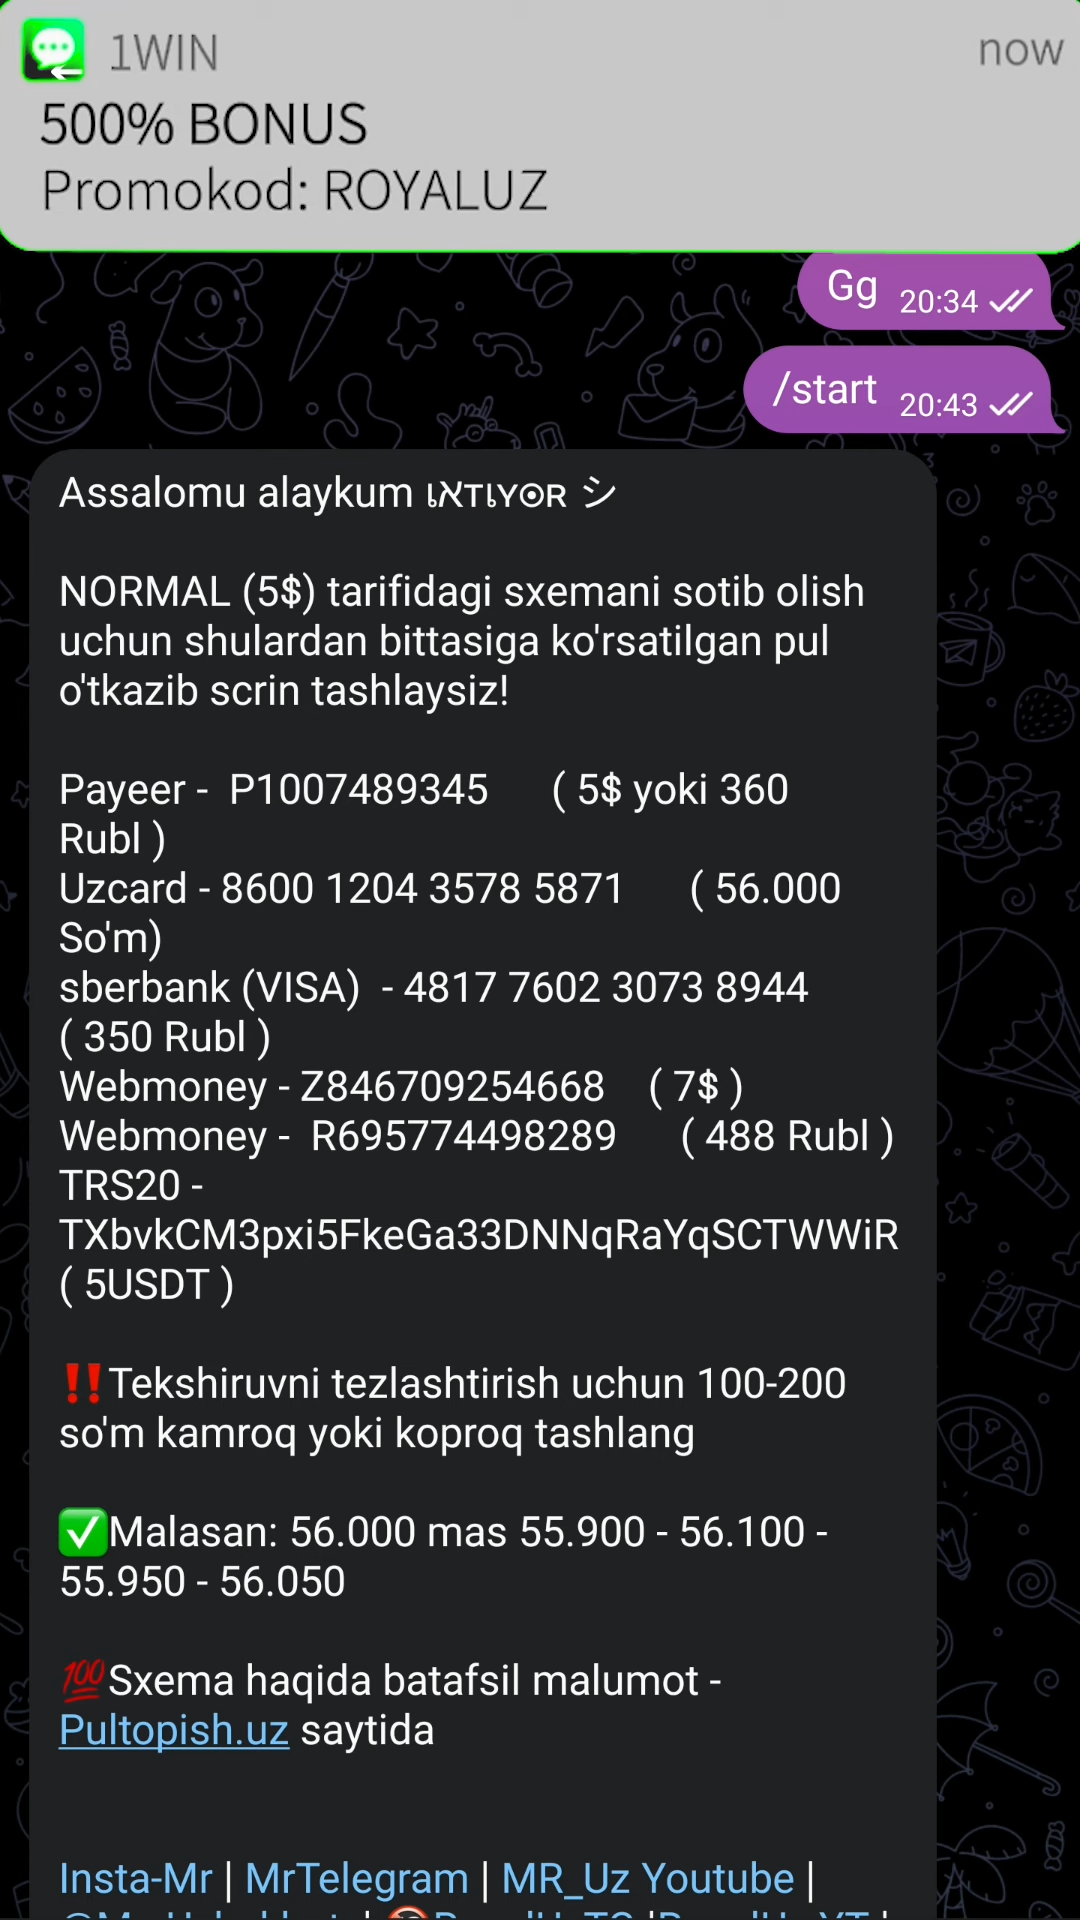 1WIN now
500% BONUS
Promokod: ROYALUZ
Gg 20:34
/start 20:43
Assalomu alaykum
NORMAL (5$) tarifidagi sxemani sotib olish
uchun shulardan bittasiga ko'rsatilgan pul
o'tkazib scrin tashlaysiz!
Payeer - P1007489345 ( 5$ yoki 360
Rubl )
Uzcard - 8600 1204 3578 5871 ( 56.000
So'm)
sberbank (VISA) - 4817 7602 3073 8944
( 350 Rubl )
Webmoney - Z846709254668 ( 7$ )
Webmoney - R695774498289 ( 488 Rubl )
TRS20 -
TXbvkCM3pxi5FkeGa33DNNqRaYqSCTWWiR
( 5USDT )
‼️Tekshiruvni tezlashtirish uchun 100-200
so'm kamroq yoki koproq tashlang
✅Malasan: 56.000 mas 55.900 - 56.100 -
55.950 - 56.050
💯Sxema haqida batafsil malumot -
Pultopish.uz saytida
Insta-Mr | MrTelegram | MR_Uz Youtube |